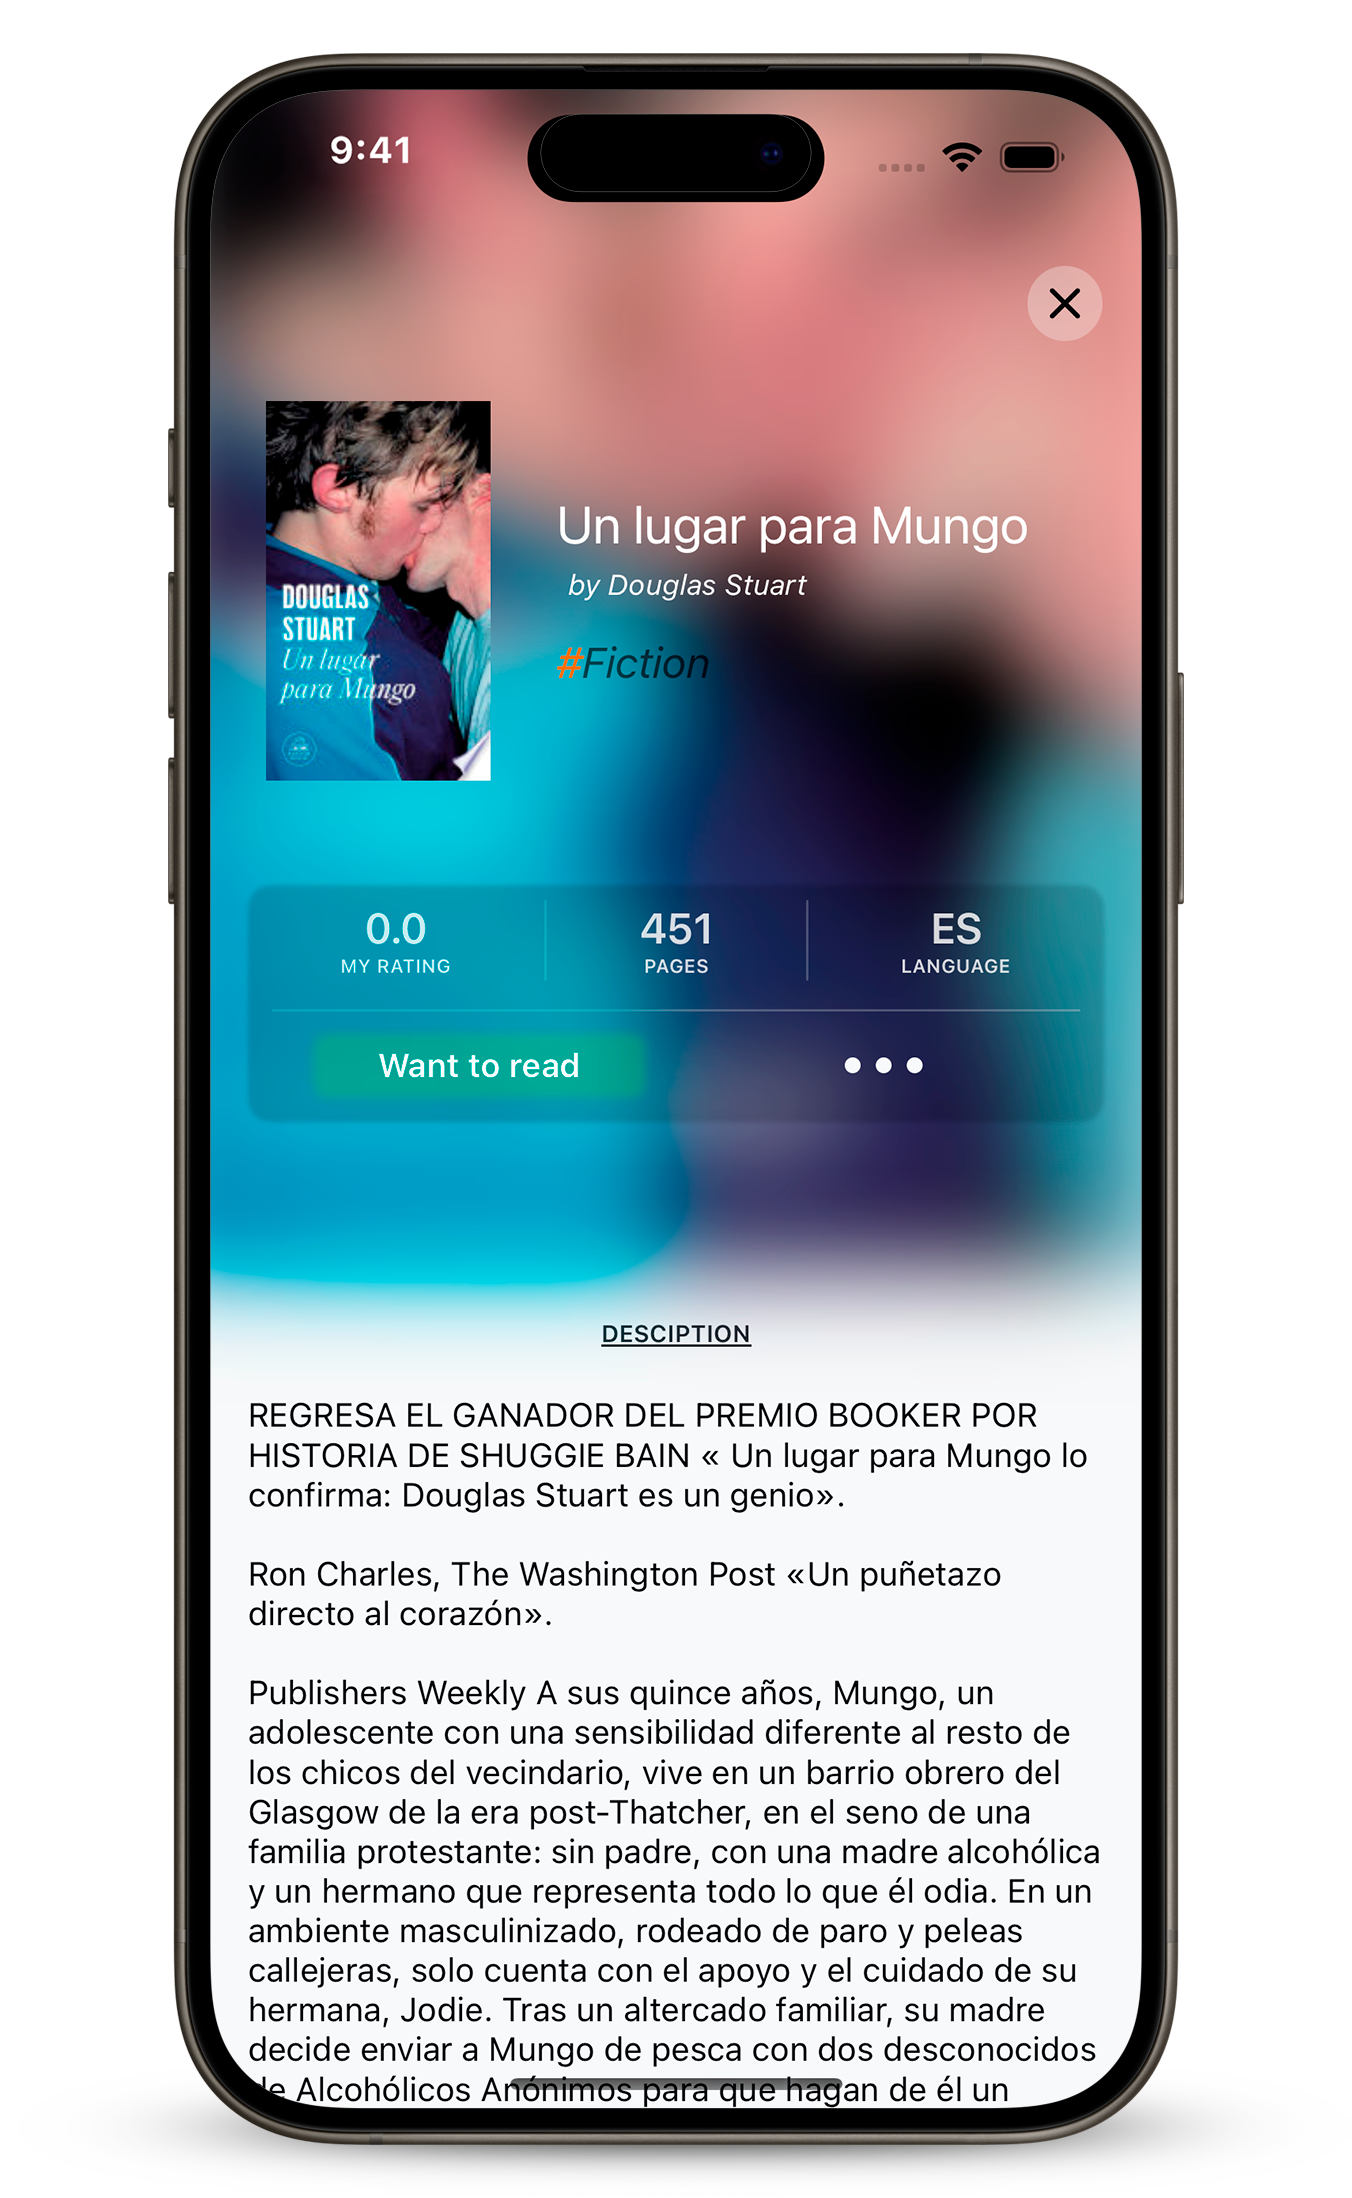 9:41
DOUGLAS
STUART
Un lugar
para Mungo
Un lugar para Mungo
by Douglas Stuart
#Fiction
0.0
MY RATING
451
PAGES
ES
LANGUAGE
Want to read
DESCIPTION
REGRESA EL GANADOR DEL PREMIO BOOKER POR
HISTORIA DE SHUGGIE BAIN « Un lugar para Mungo lo
confirma: Douglas Stuart es un genio».
Ron Charles, The Washington Post «Un puñetazo
directo al corazón».
Publishers Weekly A sus quince años, Mungo, un
adolescente con una sensibilidad diferente al resto de
los chicos del vecindario, vive en un barrio obrero del
Glasgow de la era post-Thatcher, en el seno de una
familia protestante: sin padre, con una madre alcohólica
y un hermano que representa todo lo que él odia. En un
ambiente masculinizado, rodeado de paro y peleas
callejeras, solo cuenta con el apoyo y el cuidado de su
hermana, Jodie. Tras un altercado familiar, su madre
decide enviar a Mungo de pesca con dos desconocidos
de Alcohólicos Anónimos para que hagan de él un